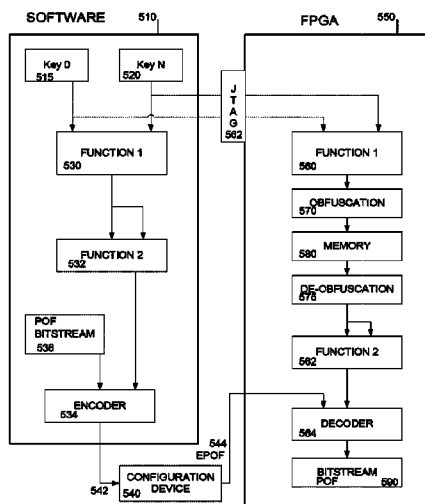 SOFTWARE 510
FPGA 550
Key 0
515
Key N
520
J
T
A
G
562
FUNCTION 1
530
FUNCTION 1
560
OBFUSCATION
570
FUNCTION 2
532
MEMORY
580
DE-OBFUSCATION
575
POF
BITSTREAM
538
FUNCTION 2
562
ENCODER
534
DECODER
564
544
EPOF
542
CONFIGURATION
DEVICE
540
BITSTREAM
POF 590